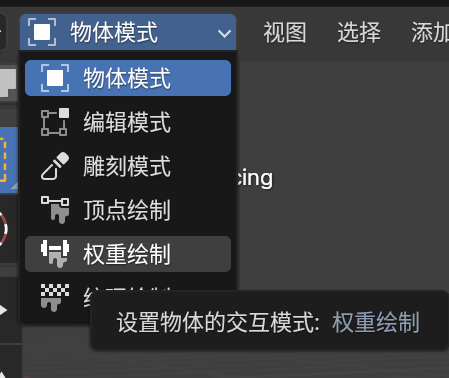 物体模式 视图 选择 添加
物体模式
编辑模式
雕刻模式
cing
顶点绘制
权重绘制
设置物体的交互模式: 权重绘制